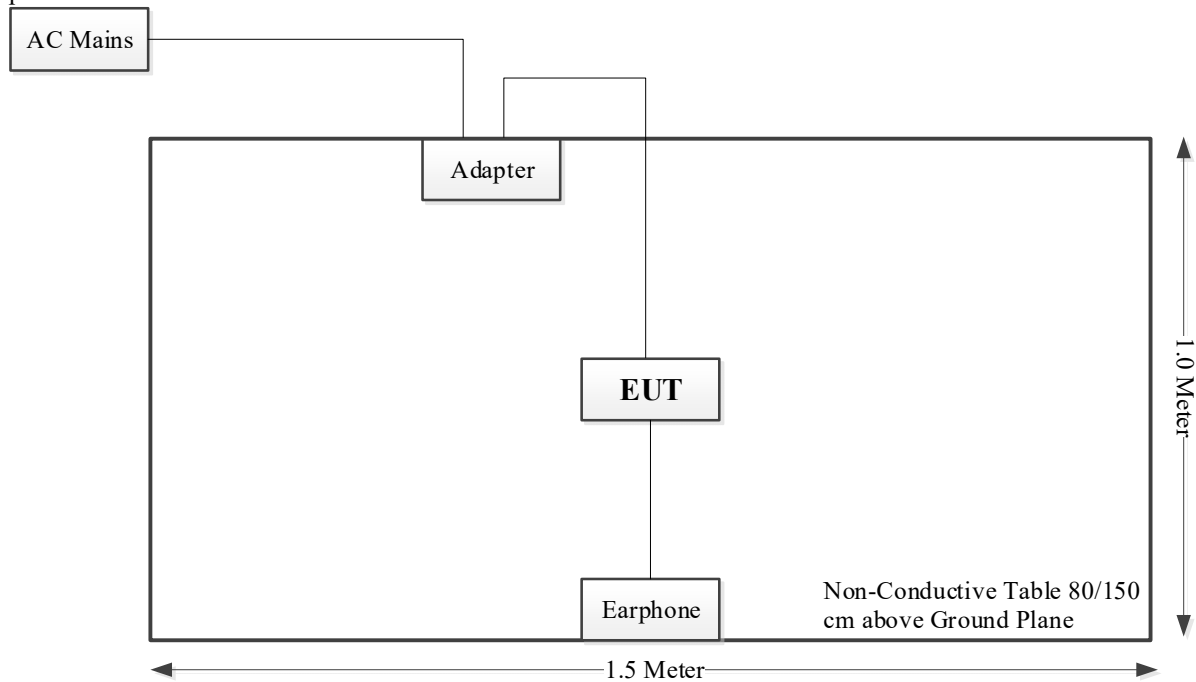 AC Mains
Adapter
EUT
1.0 Meter
Earphone
Non-Conductive Table 80/150
cm above Ground Plane
1.5 Meter